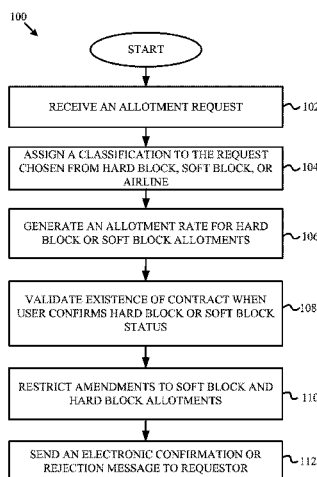 100
START
RECEIVE AN ALLOTMENT REQUEST
102
ASSIGN A CLASSIFICATION TO THE REQUEST
CHOSEN FROM HARD BLOCK, SOFT BLOCK, OR
AIRLINE
104
GENERATE AN ALLOTMENT RATE FOR HARD
BLOCK OR SOFT BLOCK ALLOTMENTS
106
VALIDATE EXISTENCE OF CONTRACT WHEN
USER CONFIRMS HARD BLOCK OR SOFT BLOCK
STATUS
108
RESTRICT AMENDMENTS TO SOFT BLOCK AND
HARD BLOCK ALLOTMENTS
110
SEND AN ELECTRONIC CONFIRMATION OR
REJECTION MESSAGE TO REQUESTOR
112